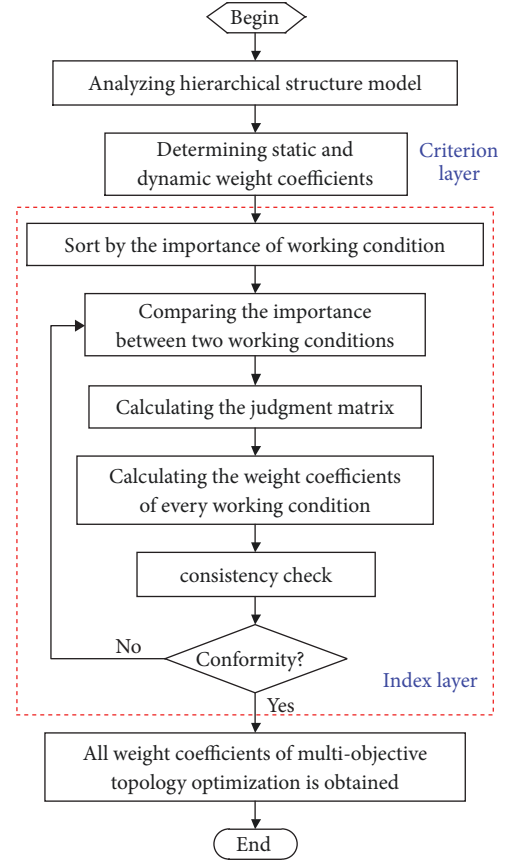 Begin
Analyzing hierarchical structure model
Determining static and
dynamic weight coefficients
Criterion
layer
Sort by the importance of working condition
Comparing the importance
between two working conditions
Calculating the judgment matrix
Calculating the weight coefficients
of every working condition
consistency check
No
Conformity?
Index layer
Yes
All weight coefficients of multi-objective
topology optimization is obtained
End